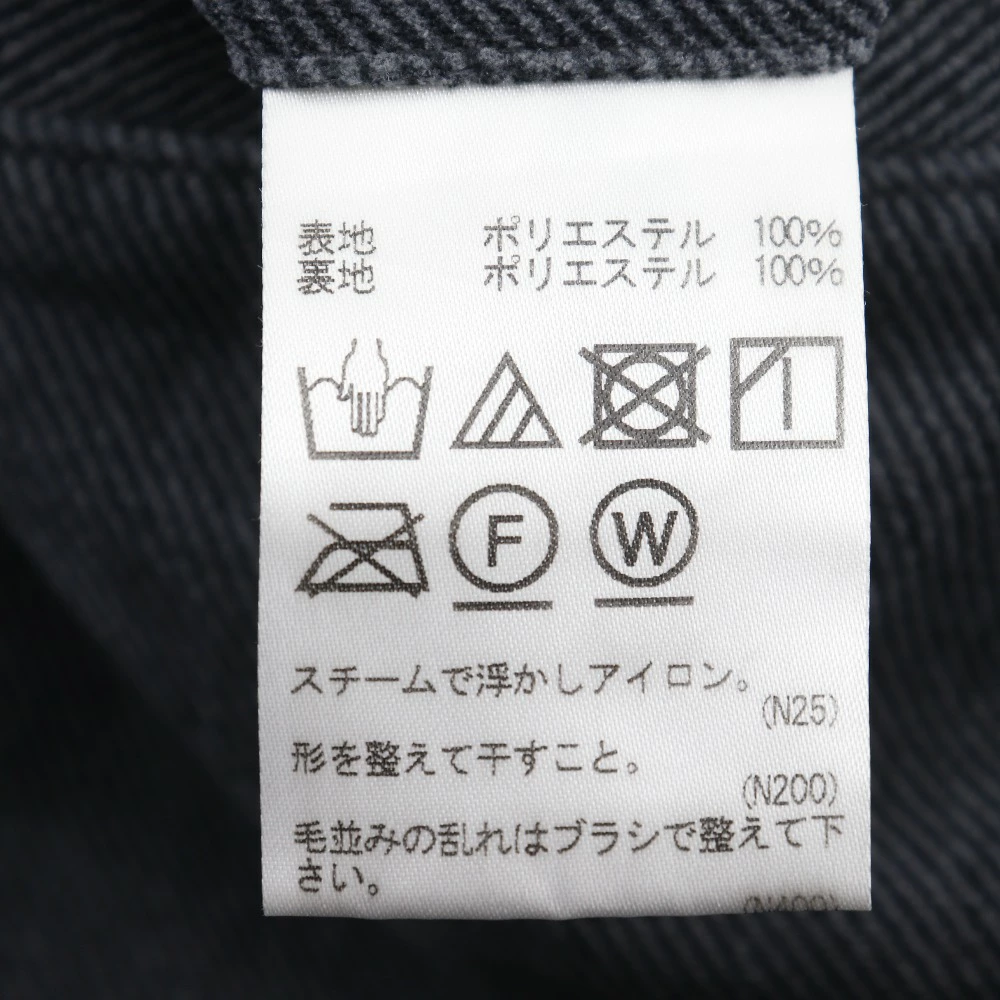 表地 ポリエステル 100%
裏地 ポリエステル 100%
F W
スチームで浮かしアイロン。
(N25)
形を整えて干すこと。
(N200)
毛並みの乱れはブラシで整えて下
さい。